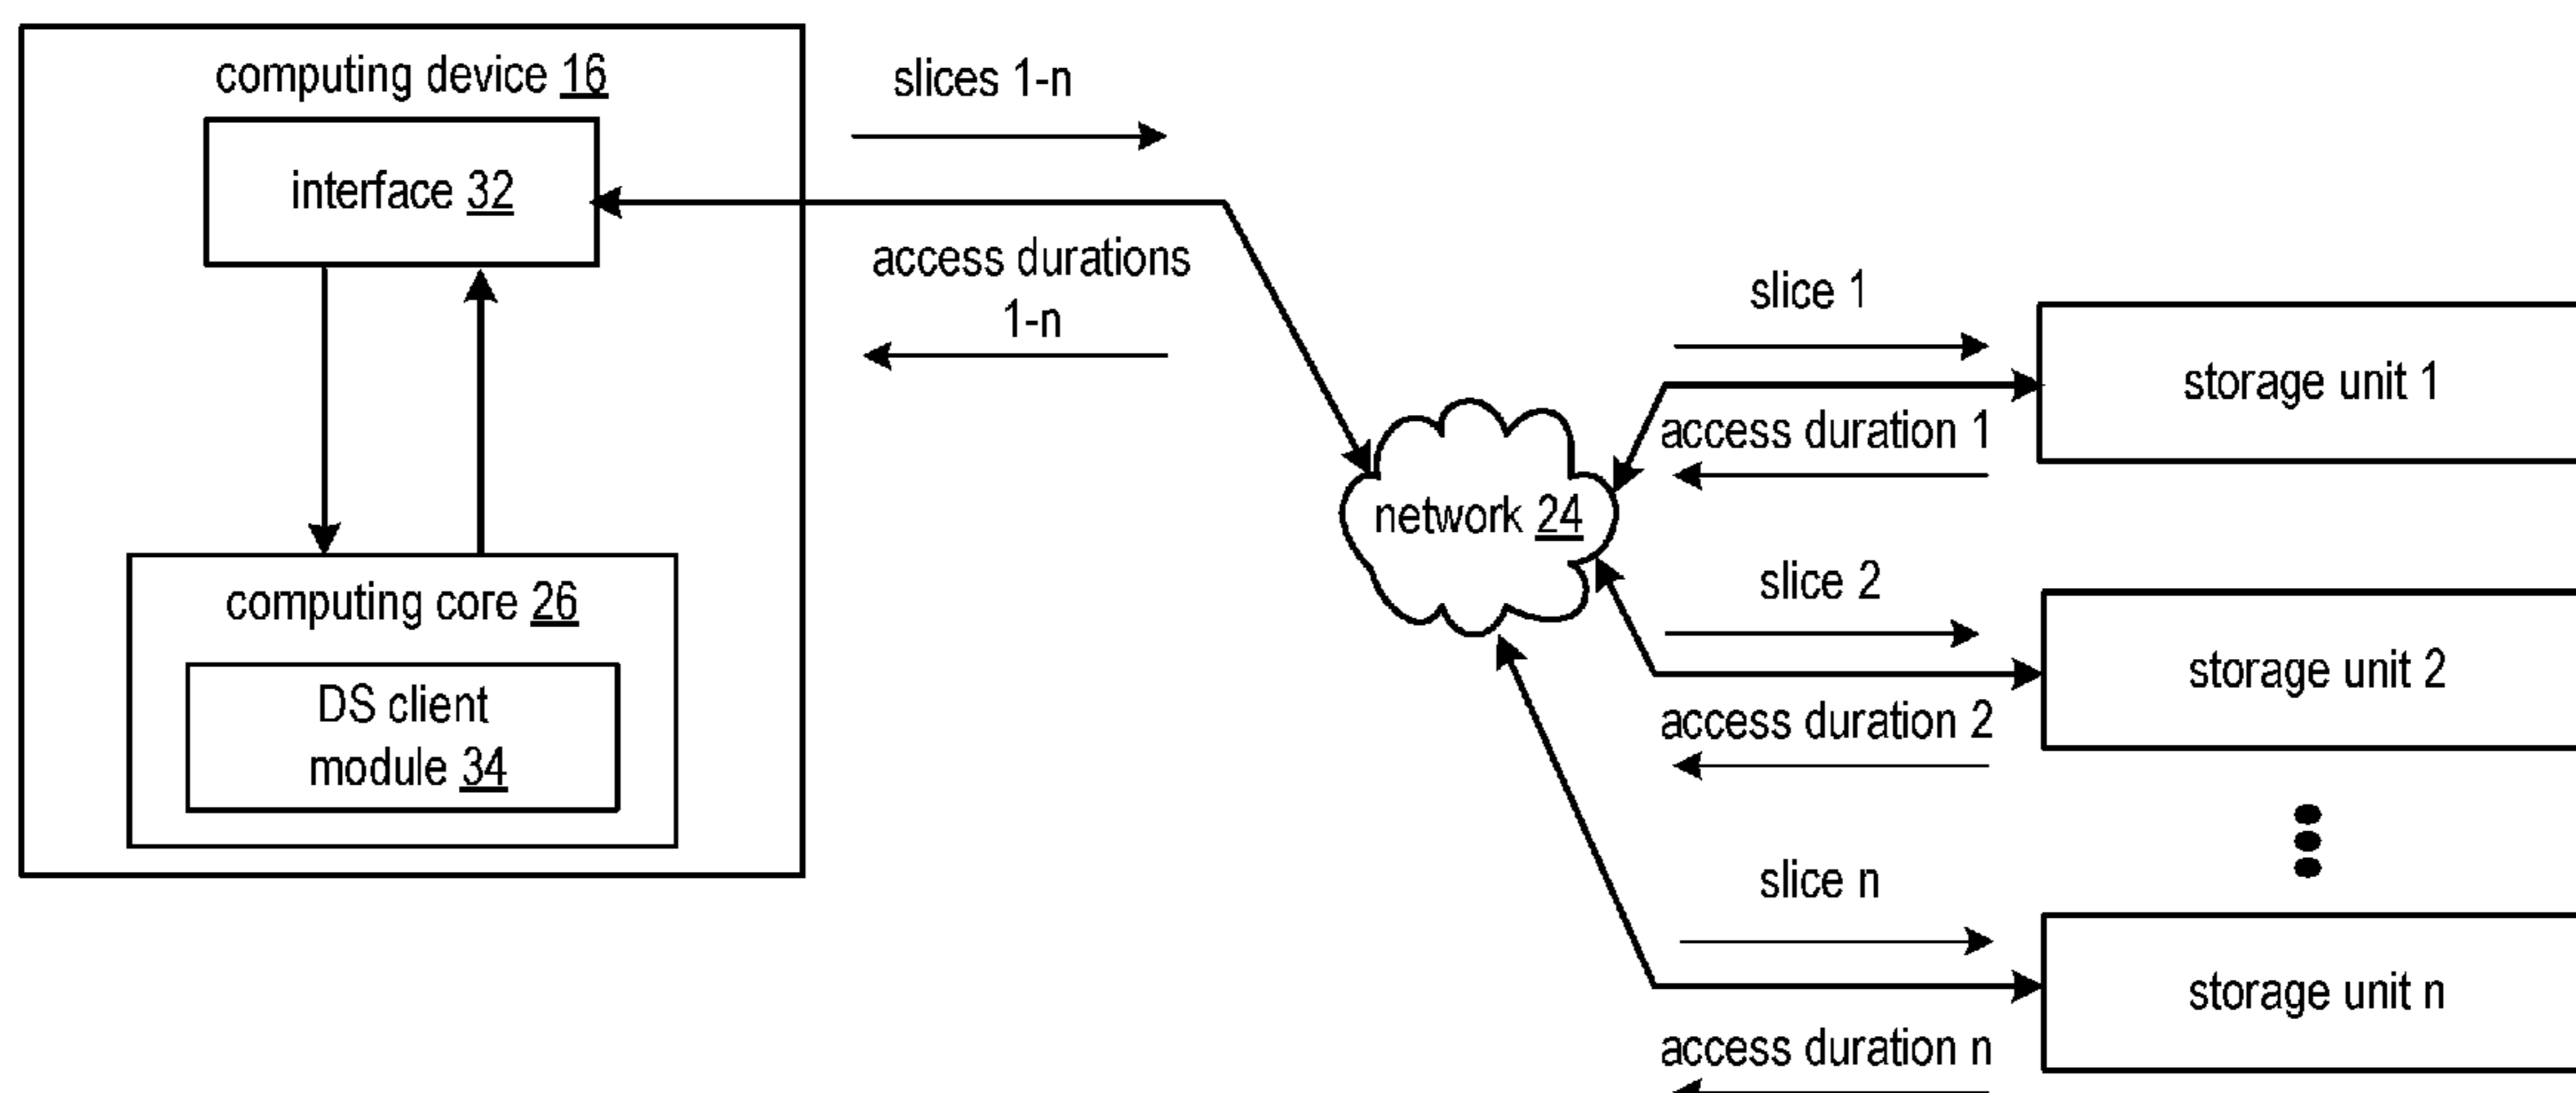 computing device 16
interface 32
computing core 26
DS client
module 34
slices 1-n
access durations
1-n
network 24
slice 1
access duration 1
storage unit 1
slice 2
access duration 2
storage unit 2
slice n
access duration n
storage unit n